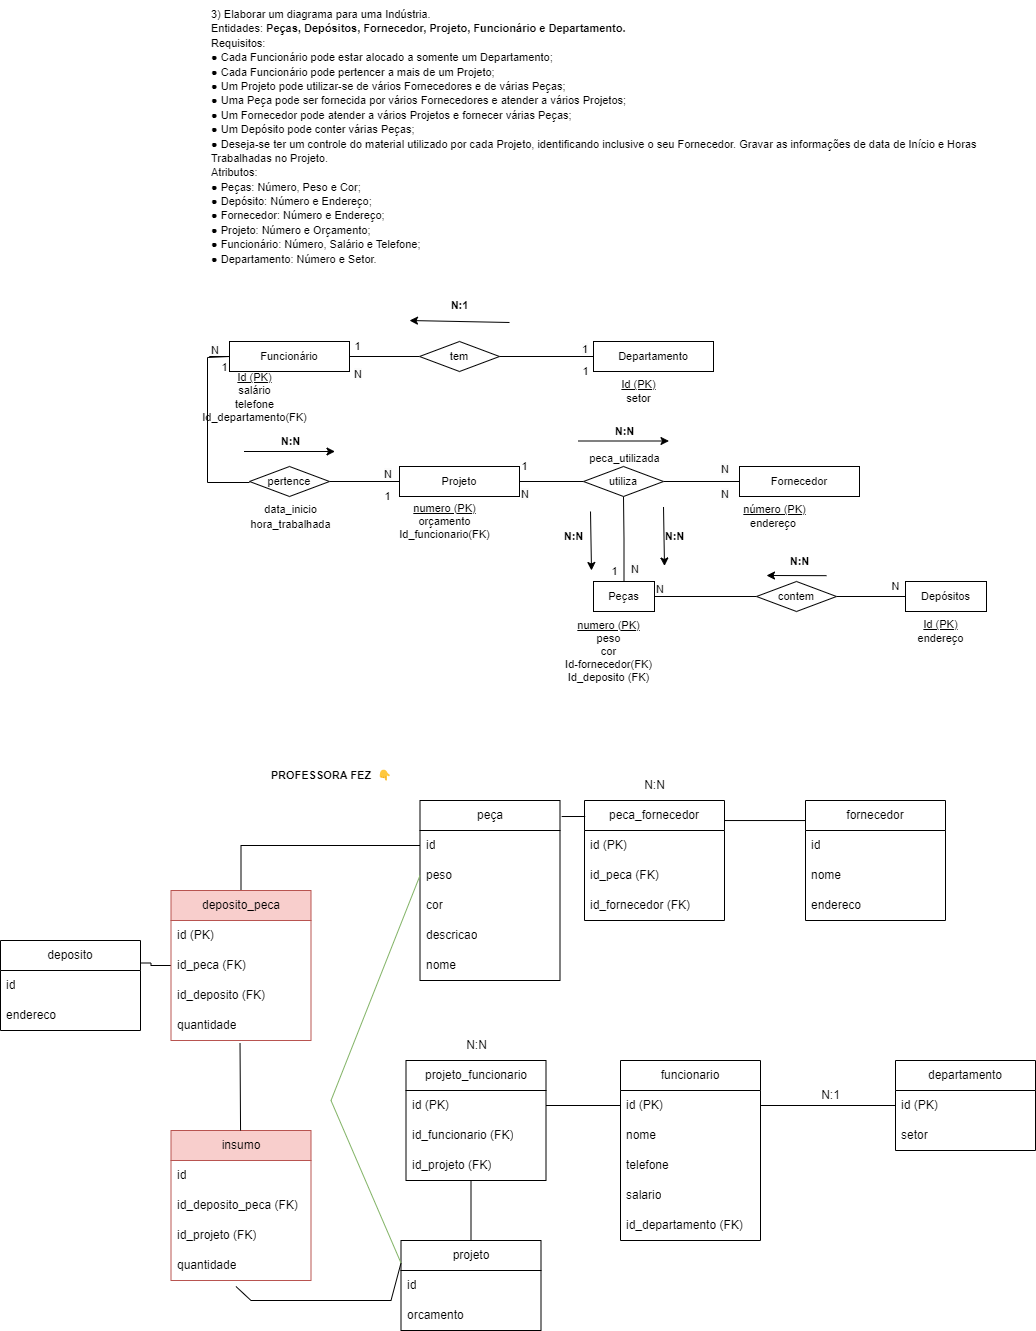 3) Elaborar um diagrama para uma Indústria.
Entidades: Peças, Depósitos, Fornecedor, Projeto, Funcionário e Departamento.
Requisitos:
● Cada Funcionário pode estar alocado a somente um Departamento;
● Cada Funcionário pode pertencer a mais de um Projeto;
● Um Projeto pode utilizar-se de vários Fornecedores e de várias Peças;
● Uma Peça pode ser fornecida por vários Fornecedores e atender a vários Projetos;
● Um Fornecedor pode atender a vários Projetos e fornecer várias Peças;
● Um Depósito pode conter várias Peças;
● Deseja-se ter um controle do material utilizado por cada Projeto, identificando inclusive o seu Fornecedor. Gravar as informações de data de Início e Horas
Trabalhadas no Projeto.
Atributos:
● Peças: Número, Peso e Cor;
● Depósito: Número e Endereço;
● Fornecedor: Número e Endereço;
● Projeto: Número e Orçamento;
● Funcionário: Número, Salário e Telefone;
● Departamento: Número e Setor.
N:1
N
Funcionário
1
tem
1
Departamento
1
N
1
Id (PK)
salário
telefone
Id_departamento(FK)
Id (PK)
setor
N:N
N:N
peca_utilizada
pertence
N
Projeto
1
utiliza
N
Fornecedor
1
N
N
data_inicio
hora_trabalhada
numero (PK)
orçamento
Id_funcionario(FK)
número (PK)
endereço
N:N
N:N
N:N
1
N
Peças
N
contem
N
Depósitos
numero (PK)
peso
cor
Id-fornecedor(FK)
Id_deposito (FK)
Id (PK)
endereço
PROFESSORA FEZ 👇
N:N
peça
id
peso
cor
descricao
nome
peca_fornecedor
id (PK)
id_peca (FK)
id_fornecedor (FK)
fornecedor
id
nome
endereco
deposito_peca
id (PK)
id_peca (FK)
id_deposito (FK)
quantidade
deposito
id
endereco
N:N
projeto_funcionario
id (PK)
id_funcionario (FK)
id_projeto (FK)
funcionario
id (PK)
nome
telefone
salario
id_departamento (FK)
N:1
departamento
id (PK)
setor
insumo
id
id_deposito_peca (FK)
id_projeto (FK)
quantidade
projeto
id
orcamento